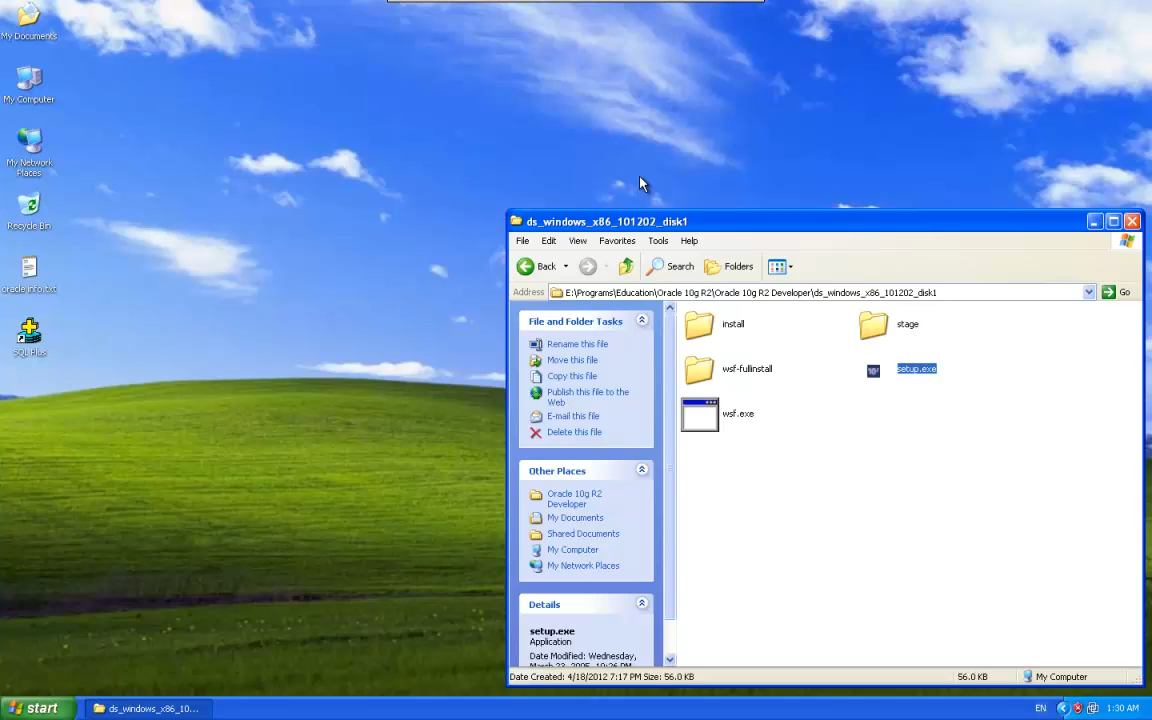 My Documents
My Computer
My Network
Places
Recycle Bin
oracle info.txt
SQL Plus
ds_windows_x86_101202_disk1
File Edit View Favorites Tools Help
Back Search Folders
Address E:\Programs\Education\Oracle 10g R2\Oracle 10g R2 Developer\ds_windows_x86_101202_disk1 Go
File and Folder Tasks
Rename this file
Move this file
Copy this file
Publish this file to the
Web
E-mail this file
Delete this file
Other Places
Oracle 10g R2
Developer
My Documents
Shared Documents
My Computer
My Network Places
Details
setup.exe
Application
Date Modified: Wednesday,
install
stage
wsf-fullinstall
setup.exe
wsf.exe
Date Created: 4/18/2012 7:17 PM Size: 56.0 KB 56.0 KB My Computer
start ds_windows_x86_10... EN 1:30 AM